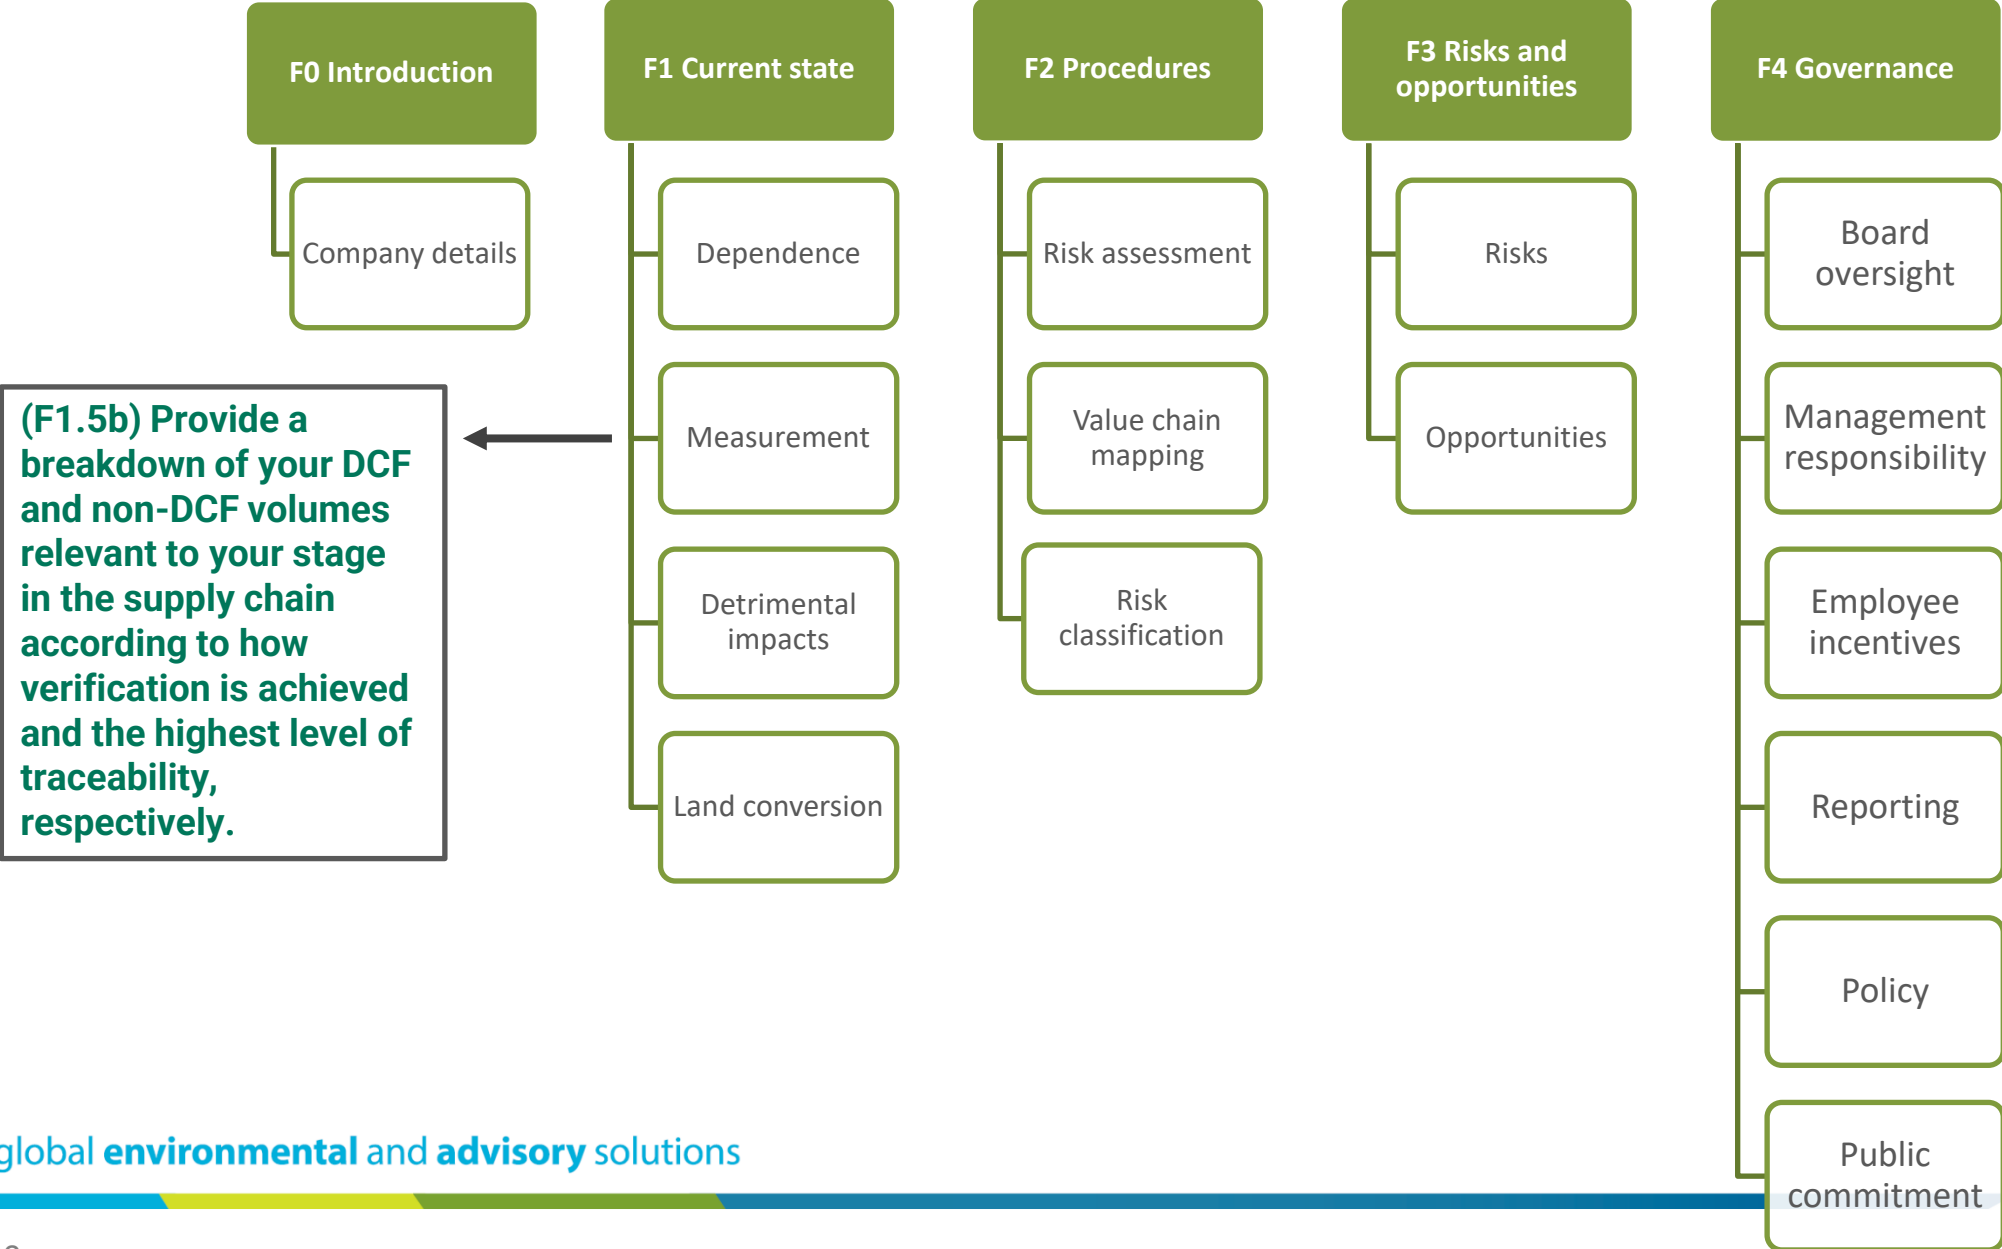 F0 Introduction
Company details
F1 Current state
Dependence
Measurement
Detrimental
impacts
Land conversion
F2 Procedures
Risk assessment
Value chain
mapping
Risk
classification
F3 Risks and
opportunities
Risks
Opportunities
F4 Governance
Board
oversight
Management
responsibility
Employee
incentives
Reporting
Policy
Public
commitment
(F1.5b) Provide a
breakdown of your DCF
and non-DCF volumes
relevant to your stage
in the supply chain
according to how
verification is achieved
and the highest level of
traceability,
respectively.
global environmental and advisory solutions